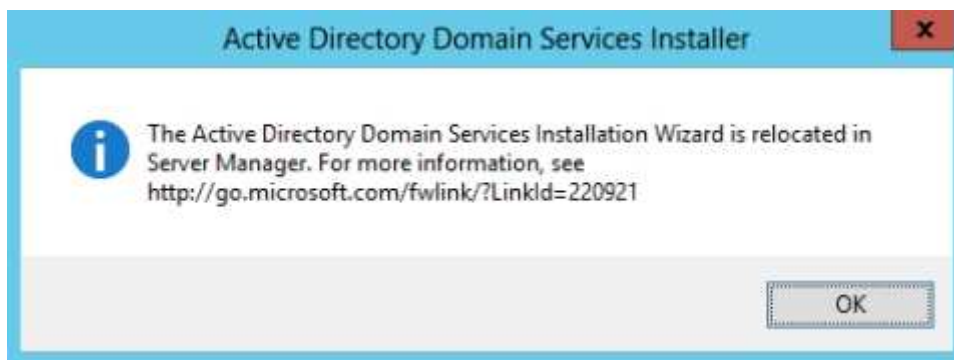 Active Directory Domain Services Installer
The Active Directory Domain Services Installation Wizard is relocated in
Server Manager. For more information, see
http://go.microsoft.com/fwlink/?LinkId=220921
OK